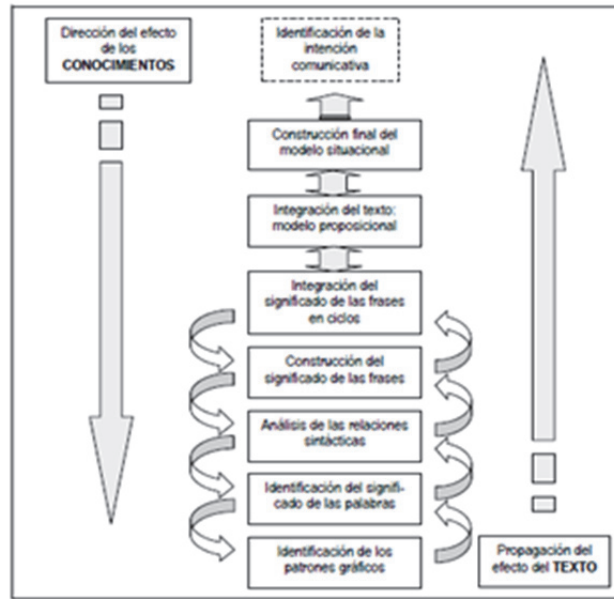 Dirección del efecto
de los
CONOCIMIENTOS
Identificación de la
intención
comunicativa
Construcción final del
modelo situacional
Integración del texto:
modelo proposicional
Integración del
significado de las frases
en ciclos
Construcción del
significado de las frases
Análisis de las relaciones
sintácticas
Identificación del signifi-
cado de las palabras
Identificación de los
patrones gráficos
Propagación del
efecto del TEXTO